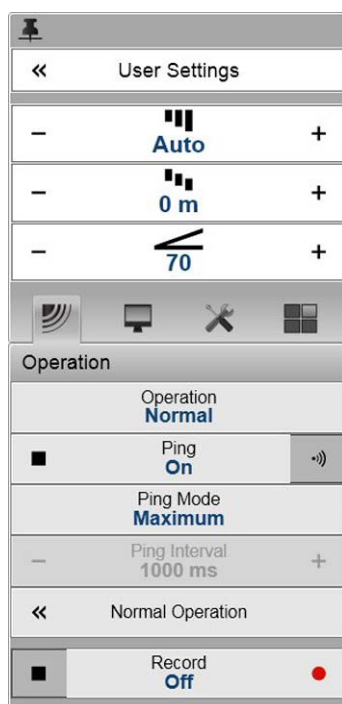 « User Settings
− Auto +
− 0 m +
− 70 +
Operation
Operation
Normal
Ping
On
Ping Mode
Maximum
Ping Interval
− 1000 ms +
« Normal Operation
Record
Off